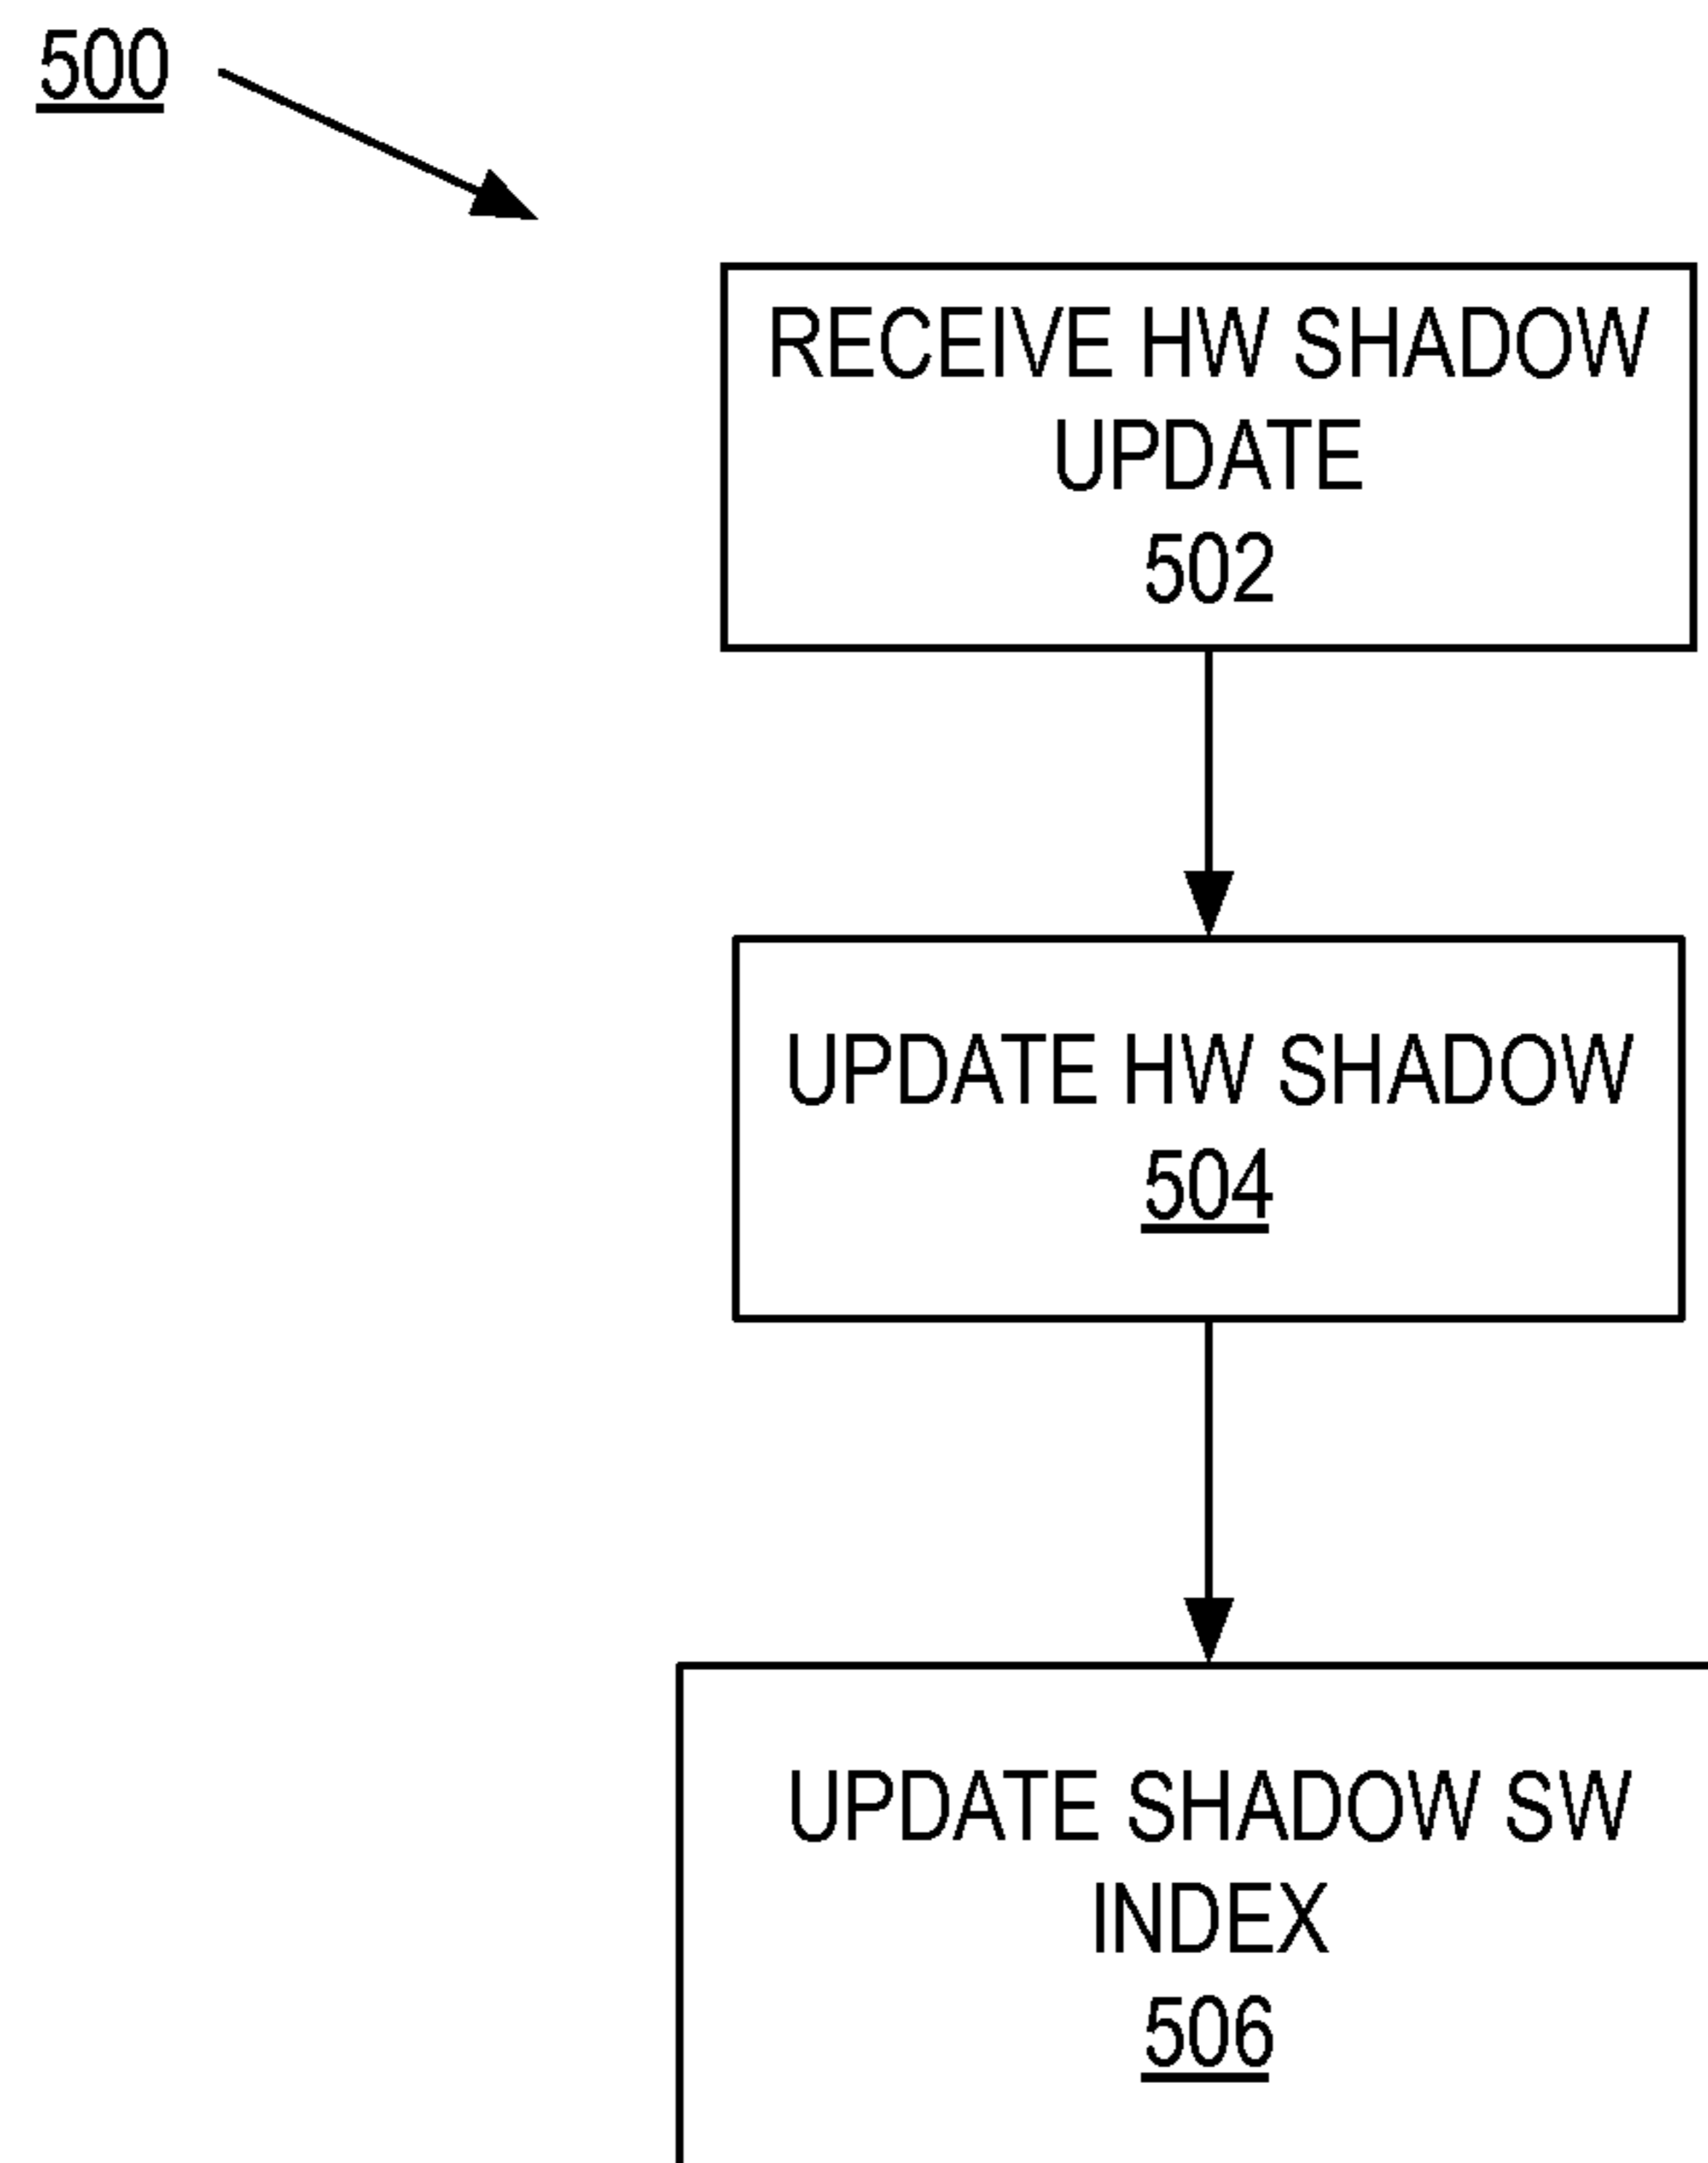 500
RECEIVE HW SHADOW
UPDATE
502
UPDATE HW SHADOW
504
UPDATE SHADOW SW
INDEX
506